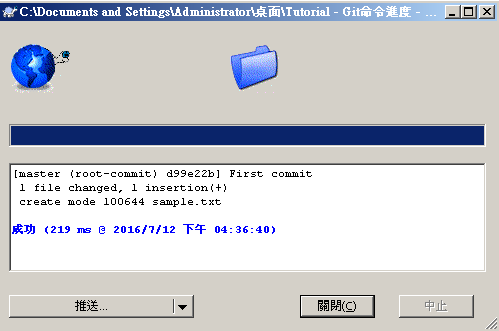 C:\Documents and Settings\Administrator\桌面\Tutorial - Git命令進度 - ...
[master (root-commit) d99e22b] First commit
1 file changed, 1 insertion(+)
create mode 100644 sample.txt
成功 (219 ms @ 2016/7/12 下午 04:36:40)
推送...
關閉(C)
中止